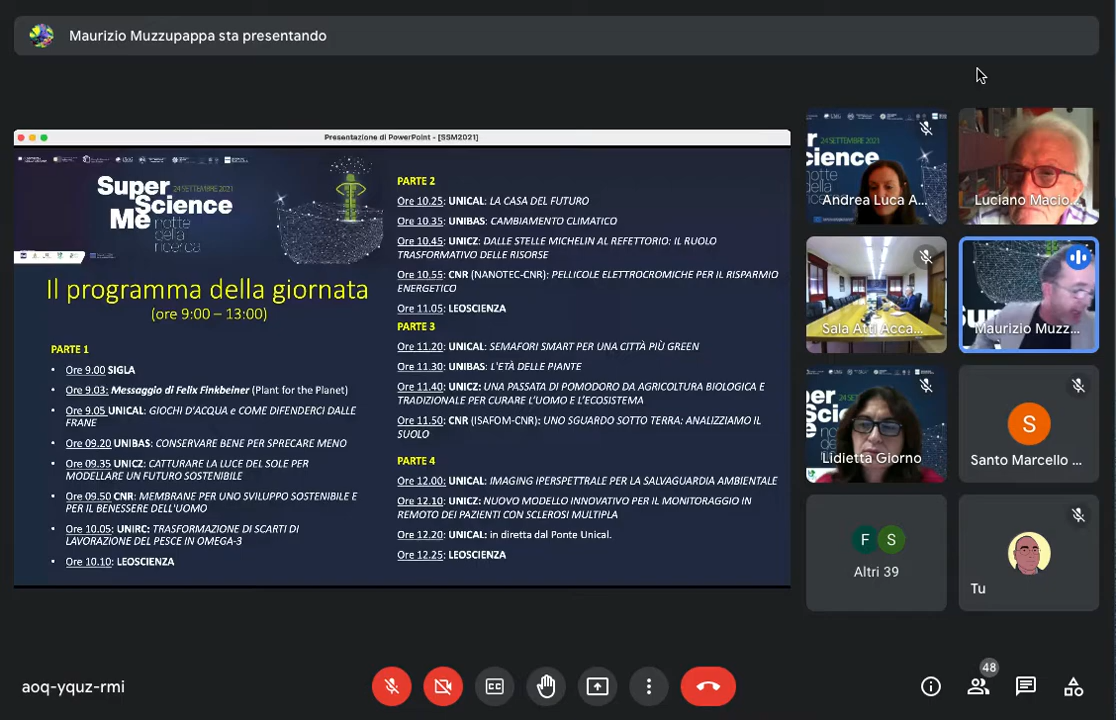 Maurizio Muzzupappa sta presentando
Presentazione di PowerPoint - [SSM2021]
Super
Science
Me
24 SETTEMBRE 2021
notte
della
ricerca
Il programma della giornata
(ore 9:00 – 13:00)
PARTE 1
• Ore 9.00 SIGLA
• Ore 9.03: Messaggio di Felix Finkbeiner (Plant for the Planet)
• Ore 9.05 UNICAL: GIOCHI D'ACQUA e COME DIFENDERCI DALLE
FRANE
• Ore 09.20 UNIBAS: CONSERVARE BENE PER SPRECARE MENO
• Ore 09.35 UNICZ: CATTURARE LA LUCE DEL SOLE PER
MODELLARE UN FUTURO SOSTENIBILE
• Ore 09.50 CNR: MEMBRANE PER UNO SVILUPPO SOSTENIBILE E
PER IL BENESSERE DELL'UOMO
• Ore 10.05: UNIRC: TRASFORMAZIONE DI SCARTI DI
LAVORAZIONE DEL PESCE IN OMEGA-3
• Ore 10.10: LEOSCIENZA
PARTE 2
Ore 10.25: UNICAL: LA CASA DEL FUTURO
Ore 10.35: UNIBAS: CAMBIAMENTO CLIMATICO
Ore 10.45: UNICZ: DALLE STELLE MICHELIN AL REFETTORIO: IL RUOLO
TRASFORMATIVO DELLE RISORSE
Ore 10.55: CNR (NANOTEC-CNR): PELLICOLE ELETTROCROMICHE PER IL RISPARMIO
ENERGETICO
Ore 11.05: LEOSCIENZA
PARTE 3
Ore 11.20: UNICAL: SEMAFORI SMART PER UNA CITTÀ PIÙ GREEN
Ore 11.30: UNIBAS: L'ETÀ DELLE PIANTE
Ore 11.40: UNICZ: UNA PASSATA DI POMODORO DA AGRICOLTURA BIOLOGICA E
TRADIZIONALE PER CURARE L'UOMO E L'ECOSISTEMA
Ore 11.50: CNR (ISAFOM-CNR): UNO SGUARDO SOTTO TERRA: ANALIZZIAMO IL
SUOLO
PARTE 4
Ore 12.00: UNICAL: IMAGING IPERSPETTRALE PER LA SALVAGUARDIA AMBIENTALE
Ore 12.10: UNICZ: NUOVO MODELLO INNOVATIVO PER IL MONITORAGGIO IN
REMOTO DEI PAZIENTI CON SCLEROSI MULTIPLA
Ore 12.20: UNICAL: in diretta dal Ponte Unical.
Ore 12.25: LEOSCIENZA
Andrea Luca A...
Luciano Macio...
Sala Atti Acca...
Maurizio Muzz...
Lidietta Giorno
S
Santo Marcello ...
F S
Altri 39
Tu
aoq-yquz-rmi
CC
48